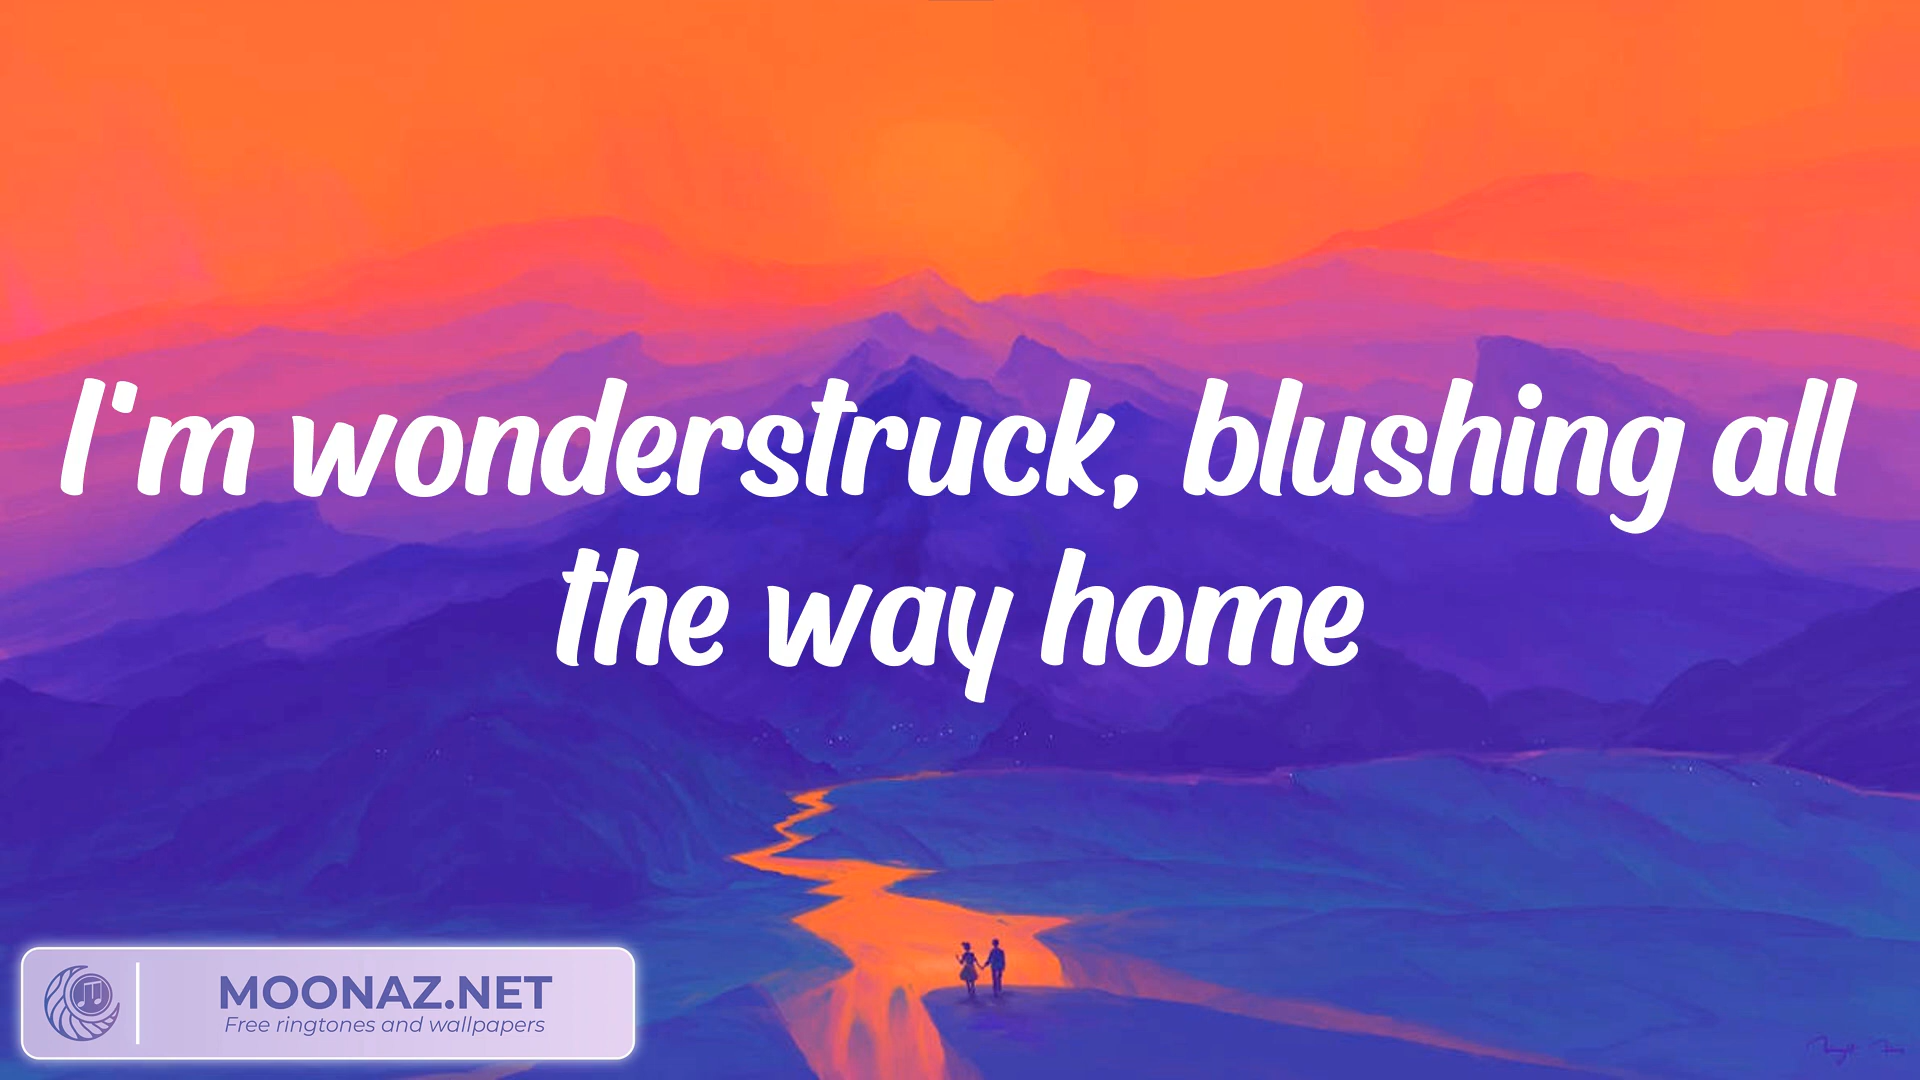 I'm wonderstruck, blushing all
the way home
MOONAZ.NET
Free ringtones and wallpapers